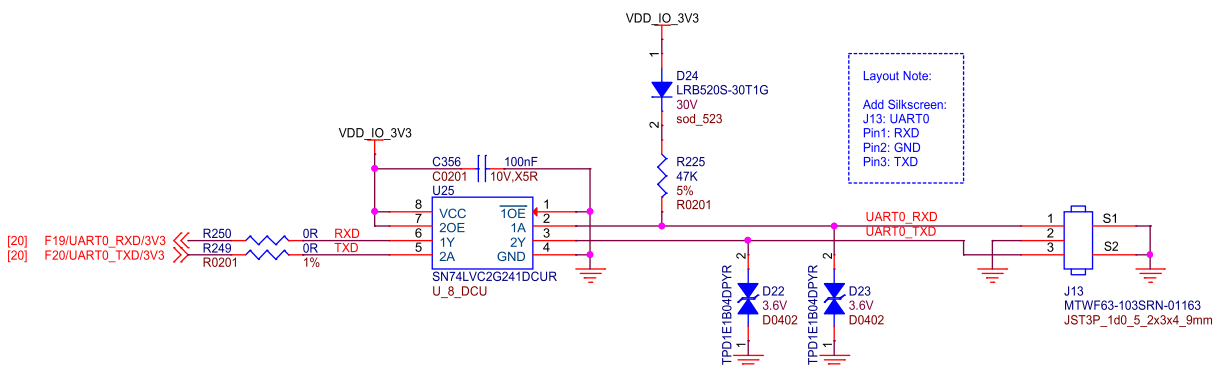 VDD_IO_3V3
1
D24
LRB520S-30T1G
30V
sod_523
2
R225
47K
5%
R0201
Layout Note:
Add Silkscreen:
J13: UART0
Pin1: RXD
Pin2: GND
Pin3: TXD
VDD_IO_3V3
C356
100nF
C0201
10V,X5R
U25
8 VCC 1OE 1
7 2OE 1A 2
6 1Y 2Y 3
5 2A GND 4
SN74LVC2G241DCUR
U_8_DCU
[20] F19/UART0_RXD/3V3
R250 0R RXD
[20] F20/UART0_TXD/3V3
R249 0R TXD
R0201 1%
UART0_RXD
UART0_TXD
2
D22
3.6V
D0402
TPD1E1B04DPYR
1
2
D23
3.6V
D0402
TPD1E1B04DPYR
1
1 S1
2
3 S2
J13
MTWF63-103SRN-01163
JST3P_1d0_5_2x3x4_9mm